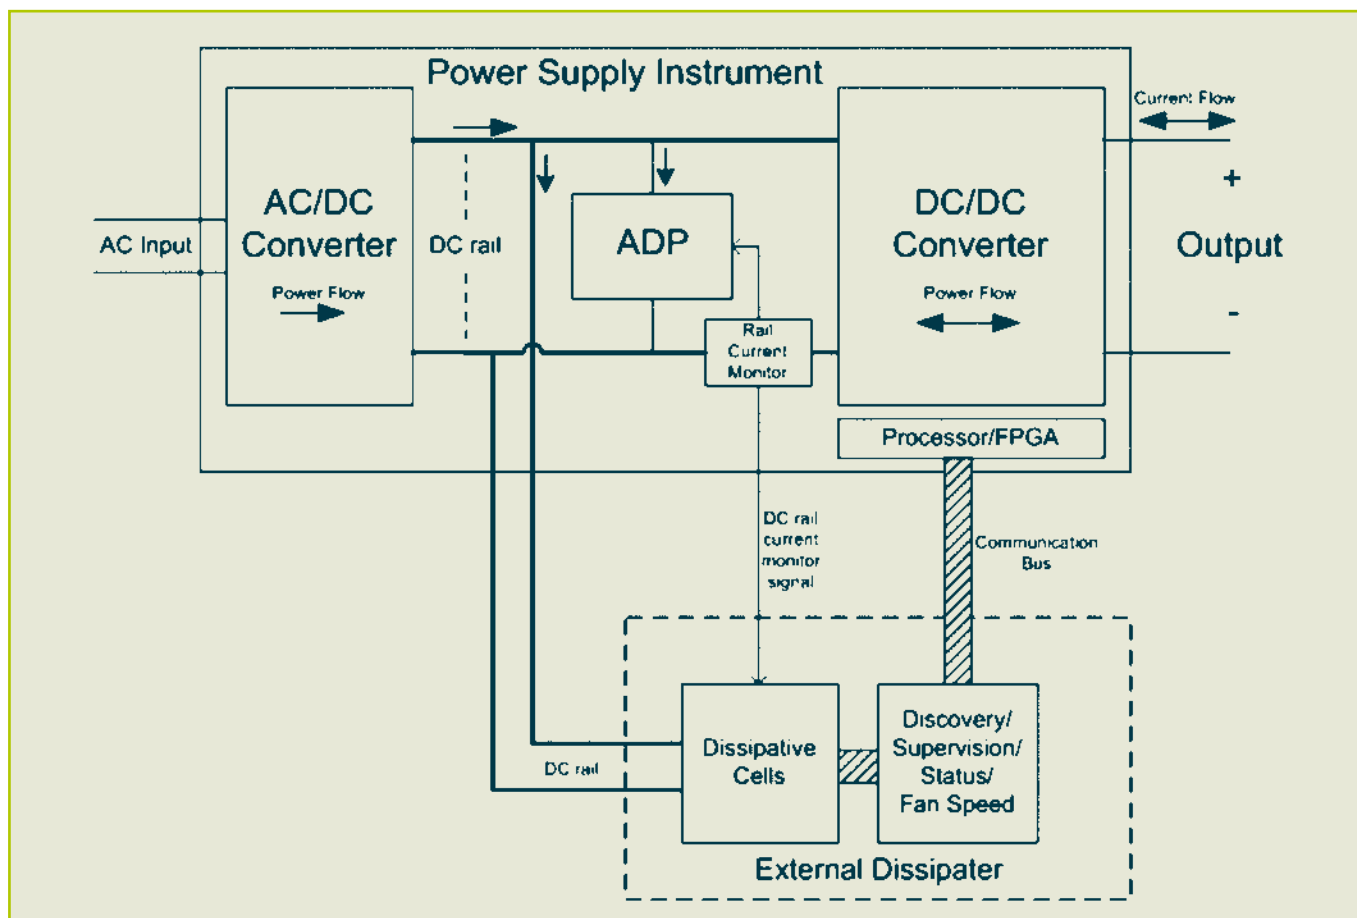 Power Supply Instrument
Current Flow
+
AC/DC
Converter
Power Flow
AC Input
DC rail
ADP
Rail
Current
Monitor
DC/DC
Converter
Power Flow
Output
-
Processor/FPGA
DC rail
current
monitor
signal
Communication
Bus
DC rail
Dissipative
Cells
Discovery/
Supervision/
Status/
Fan Speed
External Dissipater